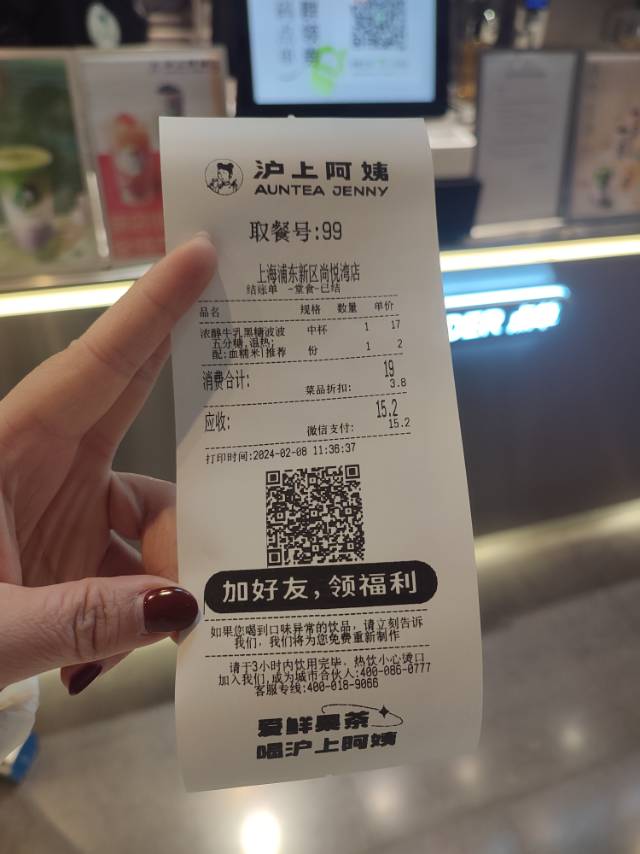 沪上阿姨
AUNTEA JENNY
取餐号:99
上海浦东新区尚悦湾店
结账单 -堂食-已结
品名 规格 数量 单价
浓醇牛乳黑糖波波 中杯 1 17
五分糖,温热;
配:血糯米|推荐 份 1 2
消费合计: 19
菜品折扣: 3.8
应收: 15.2
微信支付: 15.2
打印时间:2024-02-08 11:36:37
加好友,领福利
如果您喝到口味异常的饮品,请立刻告诉
我们,我们将为您免费重新制作
请于3小时内饮用完毕,热饮小心烫口
加入我们,成为城市合伙人:400-086-0777
客服专线:400-018-9066
爱鲜果茶
喝沪上阿姨